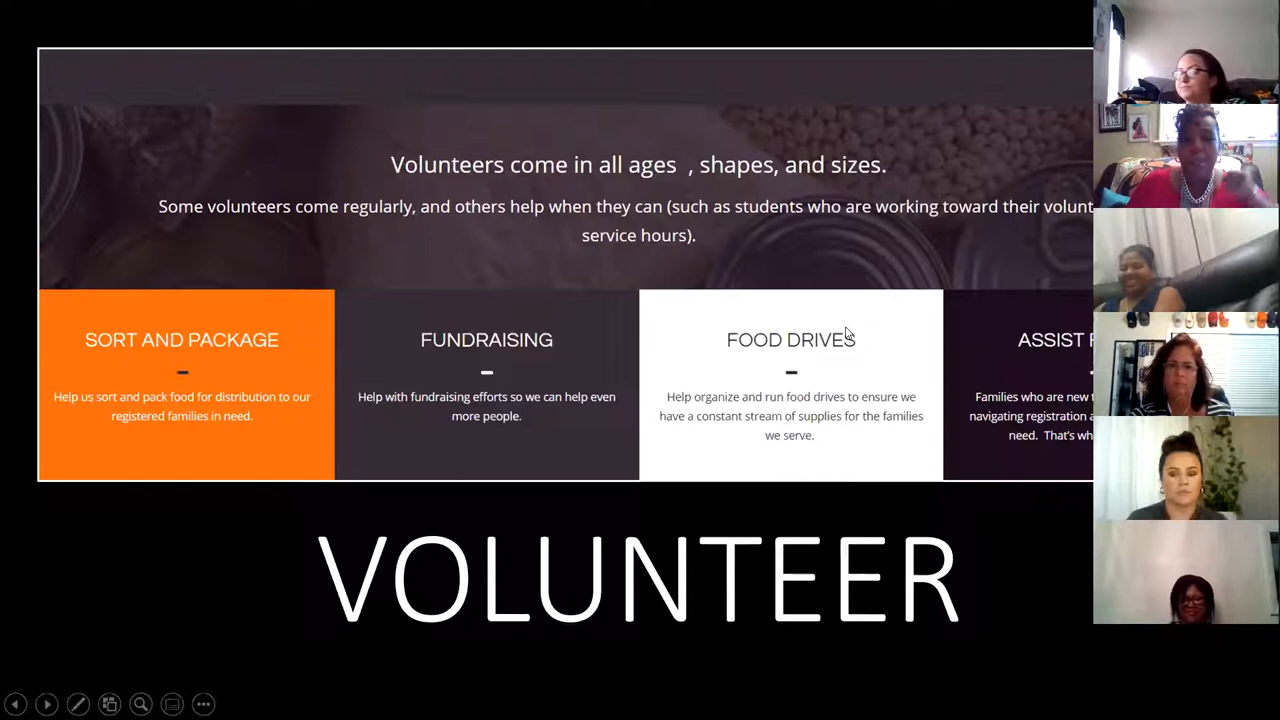 Volunteers come in all ages , shapes, and sizes.
Some volunteers come regularly, and others help when they can (such as students who are working toward their
service hours).
SORT AND PACKAGE
Help us sort and pack food for distribution to our
registered families in need.
FUNDRAISING
Help with fundraising efforts so we can help even
more people.
FOOD DRIVES
Help organize and run food drives to ensure we
have a constant stream of supplies for the families
we serve.
ASSIST
Families who are new
navigating registration
need. That's
VOLUNTEER